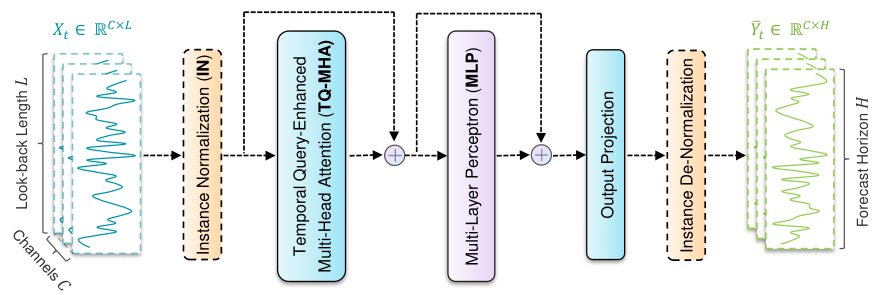 X_t ∈ ℝ^{C×L}
Look-back Length L
Channels C
Instance Normalization (IN)
Temporal Query-Enhanced
Multi-Head Attention (TQ-MHA)
+
Multi-Layer Perceptron (MLP)
+
Output Projection
Instance De-Normalization
Ȳ_t ∈ ℝ^{C×H}
Forecast Horizon H